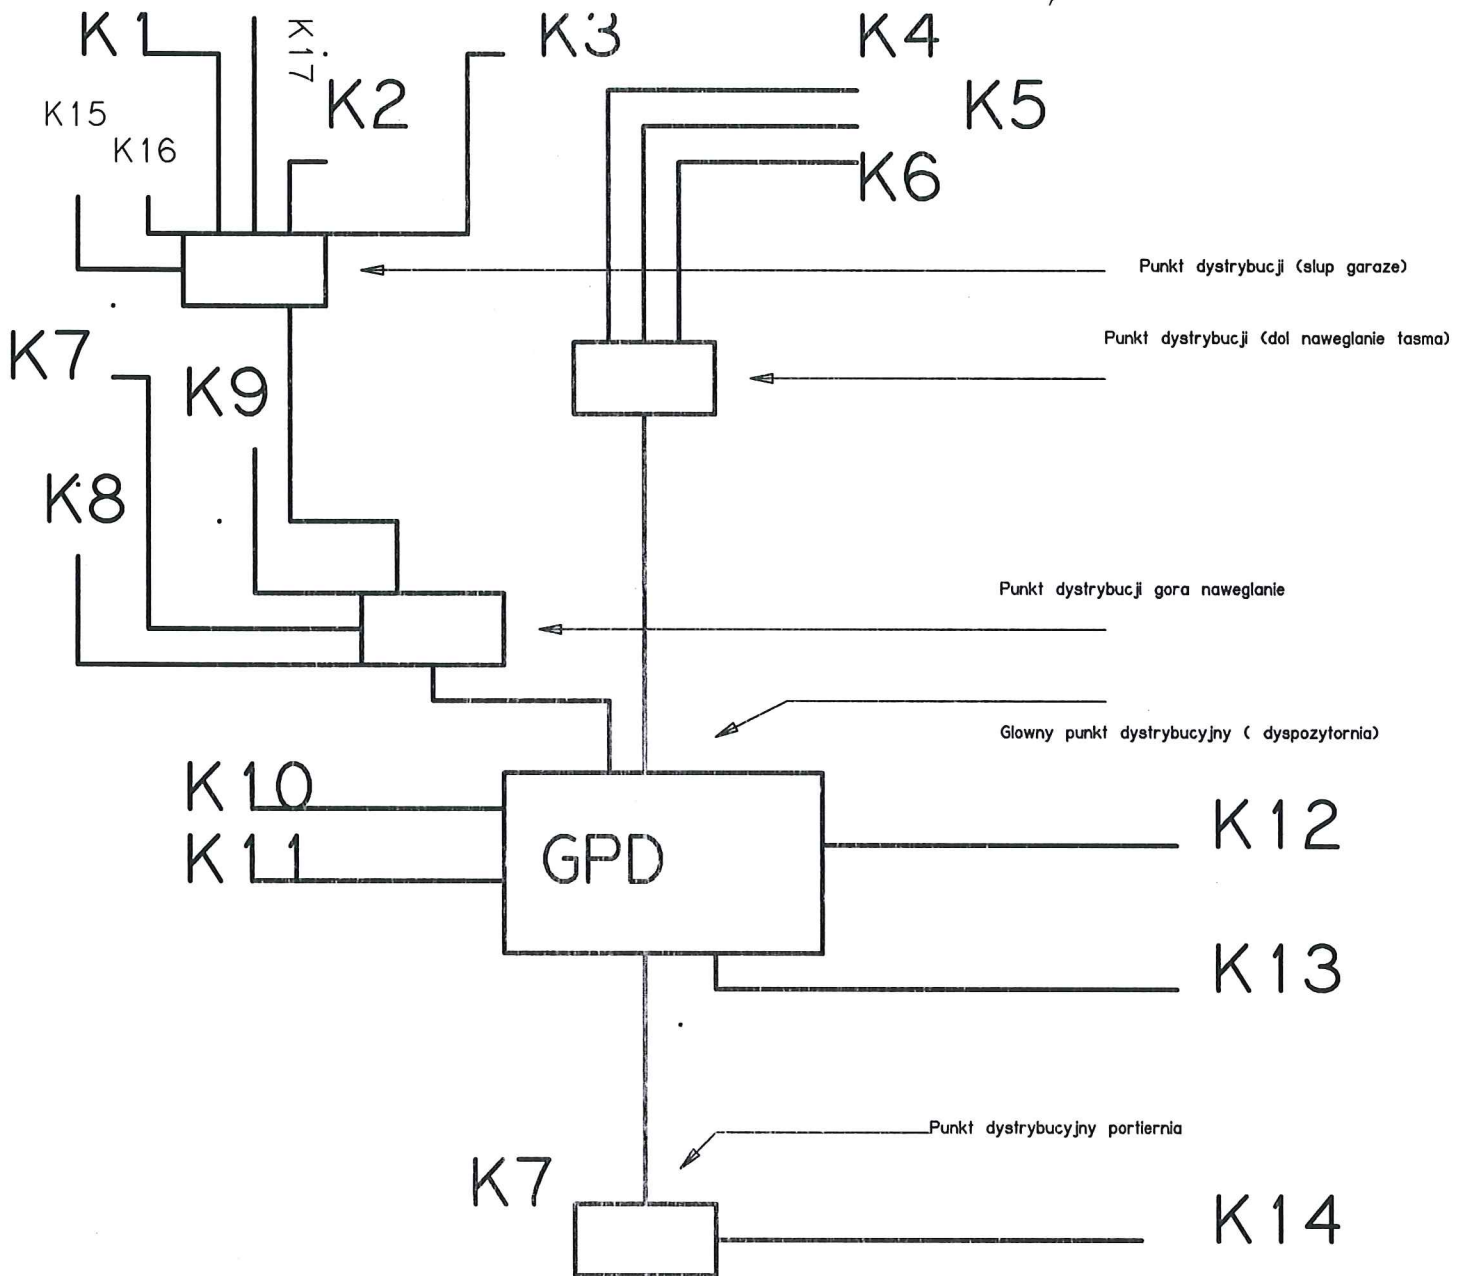 K1
K17
K3
K4
K2
K5
K15
K16
K6
Punkt dystrybucji (slup garaze)
Punkt dystrybucji (dol naweglanie tasma)
K7
K9
K8
Punkt dystrybucji gora naweglanie
Glowny punkt dystrybucyjny ( dyspozytornia)
K10
K12
K11
GPD
K13
Punkt dystrybucyjny portiernia
K7
K14